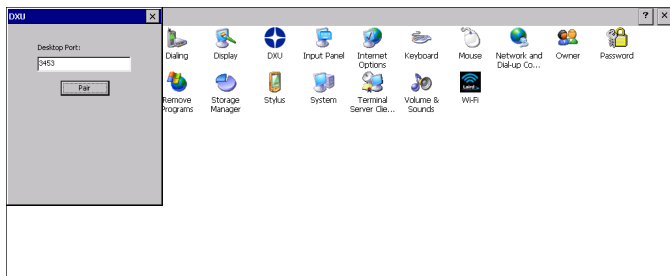 DXU
Desktop Port:
3453
Pair
?
Dialing
Display
DXU
Input Panel
Internet
Options
Keyboard
Mouse
Network and
Dial-up Co...
Owner
Password
Remove
Programs
Storage
Manager
Stylus
System
Terminal
Server Clie...
Volume &
Sounds
Laird
Wi-Fi